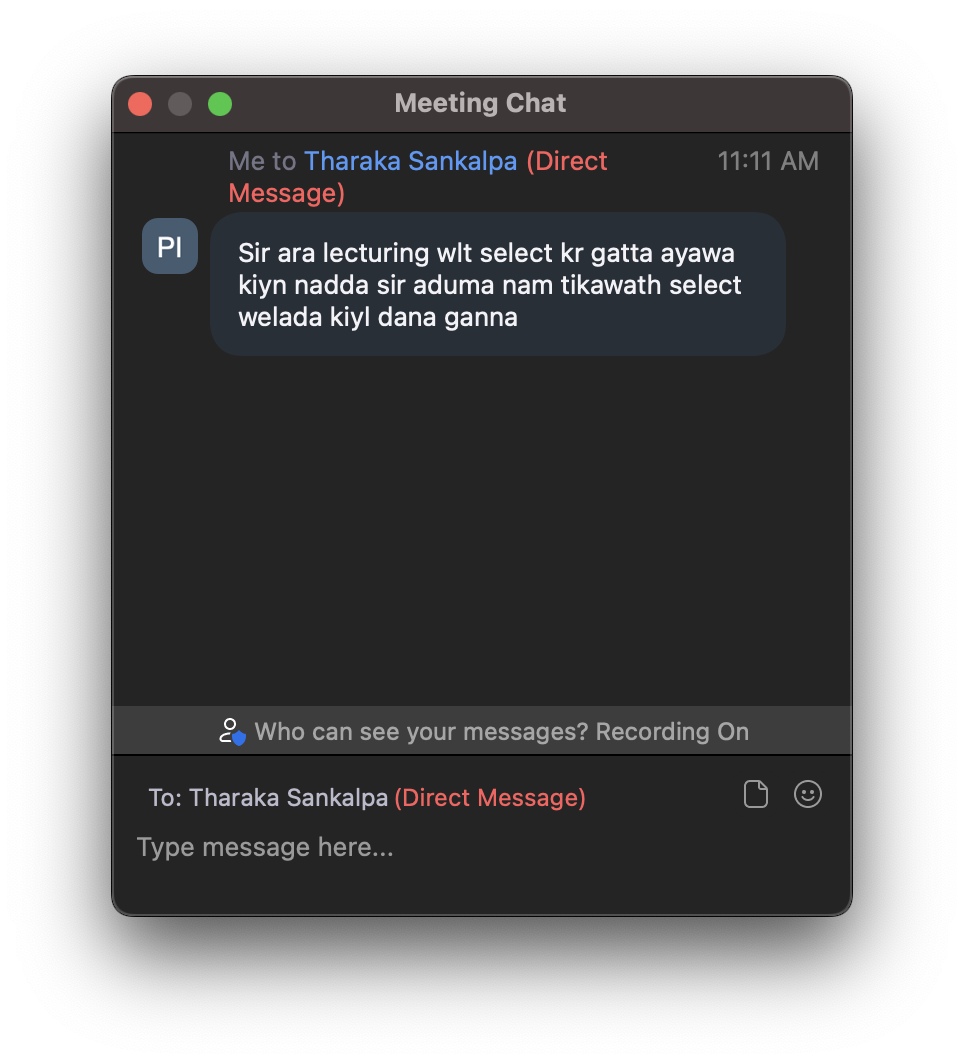 Meeting Chat
Me to Tharaka Sankalpa (Direct
Message)
11:11 AM
PI
Sir ara lecturing wlt select kr gatta ayawa
kiyn nadda sir aduma nam tikawath select
welada kiyl dana ganna
Who can see your messages? Recording On
To: Tharaka Sankalpa (Direct Message)
Type message here...